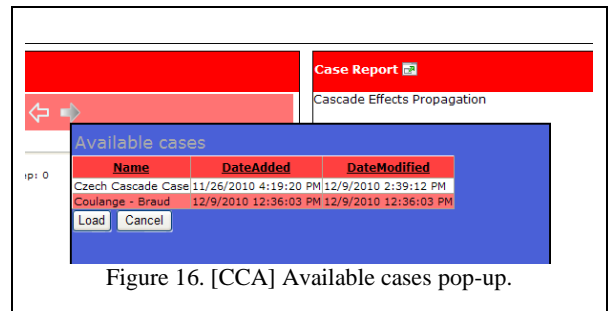 Case Report
Cascade Effects Propagation
ep: 0
Available cases
Name DateAdded DateModified
Czech Cascade Case 11/26/2010 4:19:20 PM 12/9/2010 2:39:12 PM
Coulange - Braud 12/9/2010 12:36:03 PM 12/9/2010 12:36:03 PM
Load Cancel
Figure 16. [CCA] Available cases pop-up.